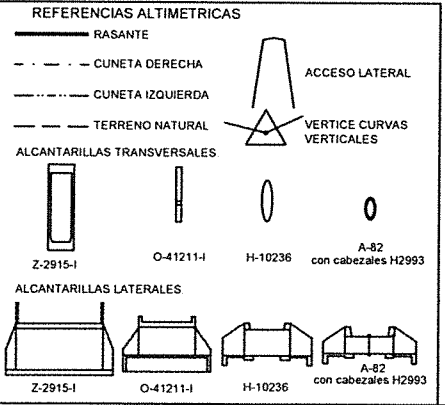 REFERENCIAS ALTIMETRICAS
RASANTE
CUNETA DERECHA
ACCESO LATERAL
CUNETA IZQUIERDA
TERRENO NATURAL
VERTICE CURVAS
VERTICALES
ALCANTARILLAS TRANSVERSALES.
Z-2915-I
O-41211-I
H-10236
A-82
con cabezales H2993
ALCANTARILLAS LATERALES.
Z-2915-I
O-41211-I
H-10236
A-82
con cabezales H2993